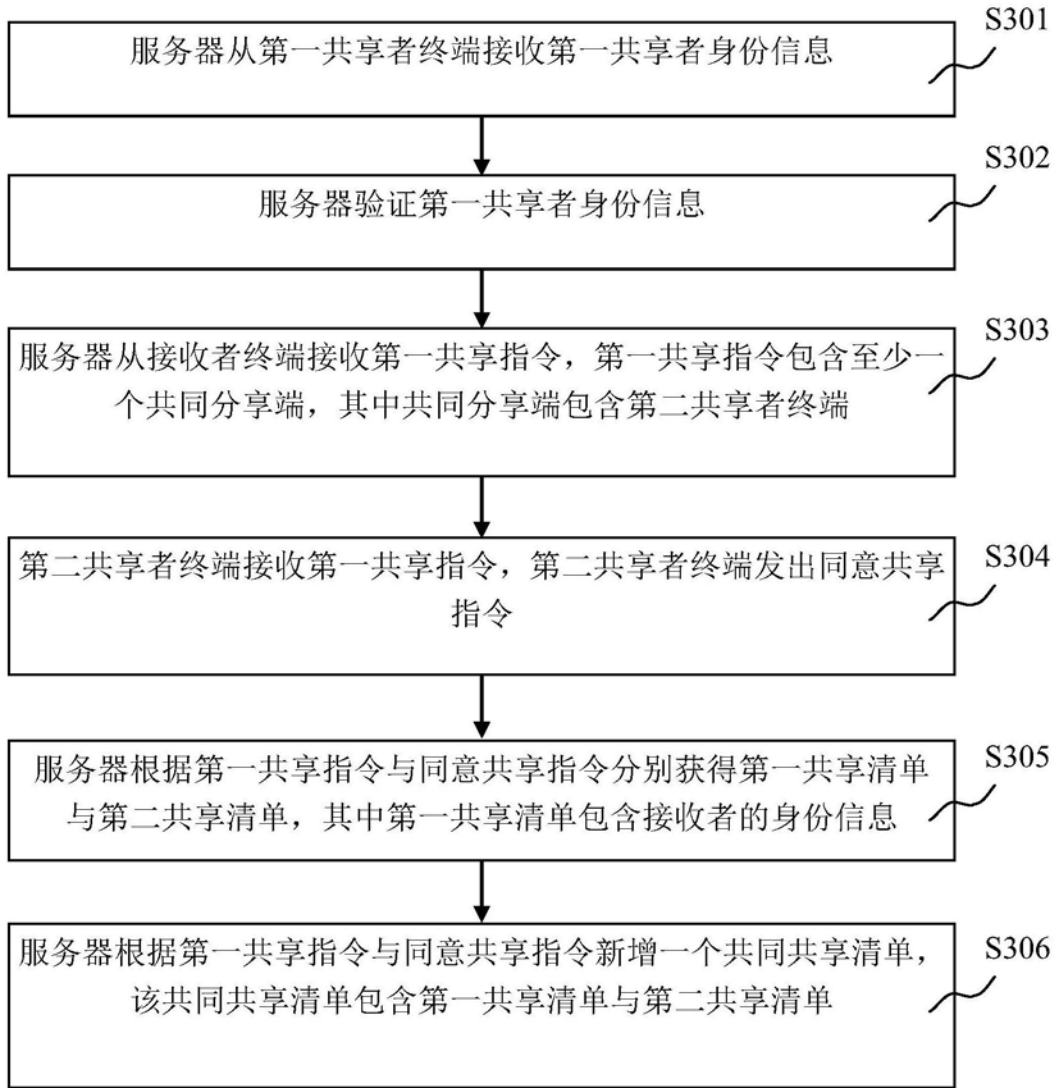 S301
服务器从第一共享者终端接收第一共享者身份信息
S302
服务器验证第一共享者身份信息
S303
服务器从接收者终端接收第一共享指令，第一共享指令包含至少一
个共同分享端，其中共同分享端包含第二共享者终端
S304
第二共享者终端接收第一共享指令，第二共享者终端发出同意共享
指令
S305
服务器根据第一共享指令与同意共享指令分别获得第一共享清单
与第二共享清单，其中第一共享清单包含接收者的身份信息
S306
服务器根据第一共享指令与同意共享指令新增一个共同共享清单，
该共同共享清单包含第一共享清单与第二共享清单